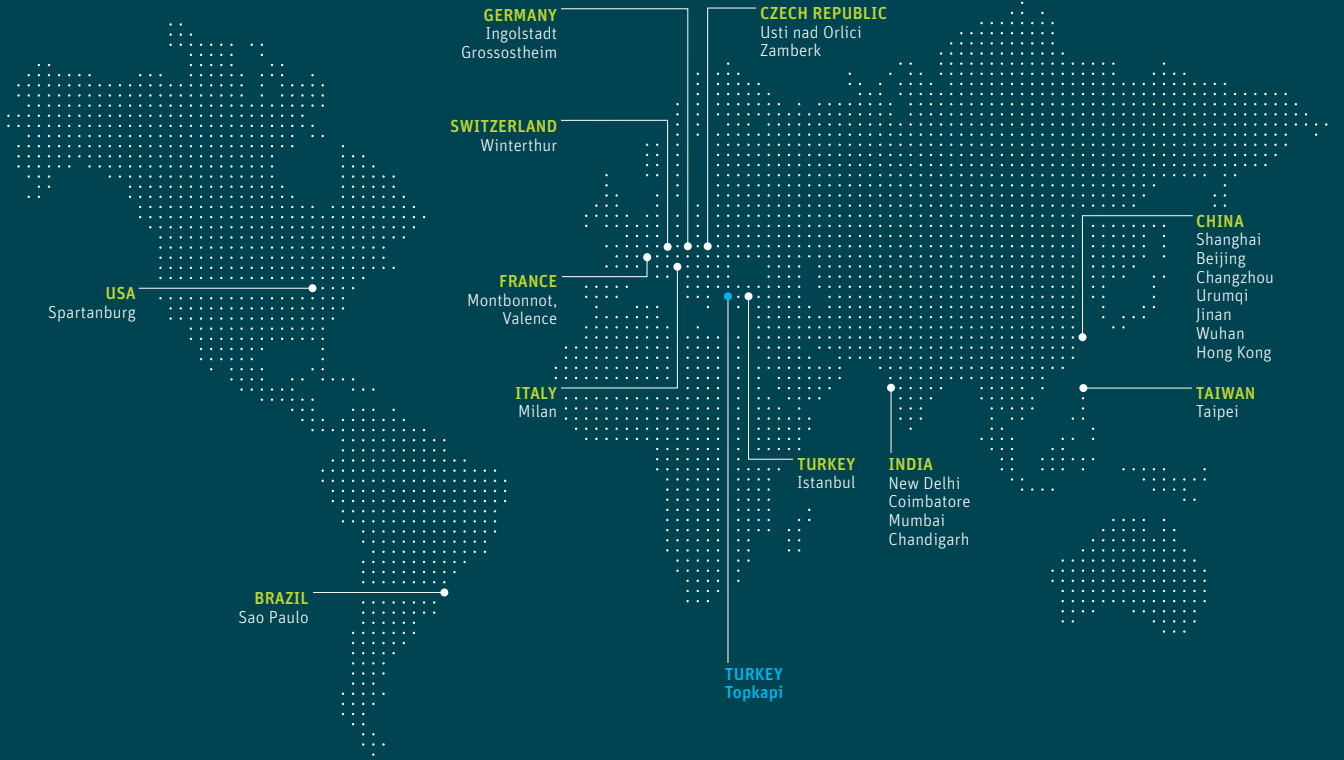 GERMANY
Ingolstadt
Grossostheim
CZECH REPUBLIC
Usti nad Orlici
Zamberk
SWITZERLAND
Winterthur
CHINA
Shanghai
Beijing
Changzhou
Urumqi
Jinan
Wuhan
Hong Kong
USA
Spartanburg
FRANCE
Montbonnot,
Valence
ITALY
Milan
TAIWAN
Taipei
TURKEY
Istanbul
INDIA
New Delhi
Coimbatore
Mumbai
Chandigarh
BRAZIL
Sao Paulo
TURKEY
Topkapi